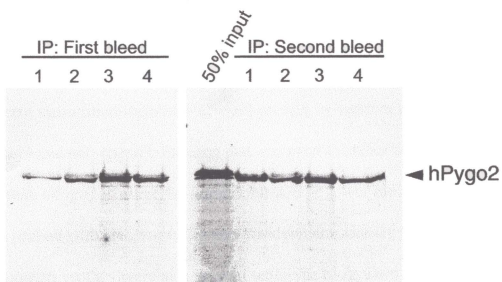 IP: First bleed
1 2 3 4
50% input
IP: Second bleed
1 2 3 4
hPygo2